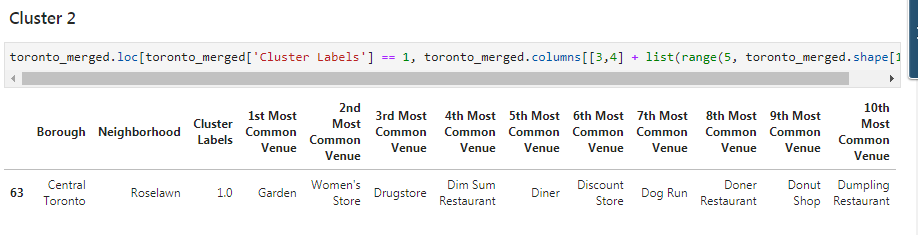 Cluster 2
toronto_merged.loc[toronto_merged['Cluster Labels'] == 1, toronto_merged.columns[[3,4] + list(range(5, toronto_merged.shape[1
Borough Neighborhood Cluster Labels 1st Most Common Venue 2nd Most Common Venue 3rd Most Common Venue 4th Most Common Venue 5th Most Common Venue 6th Most Common Venue 7th Most Common Venue 8th Most Common Venue 9th Most Common Venue 10th Most Common Venue
63 Central Toronto Roselawn 1.0 Garden Women's Store Drugstore Dim Sum Restaurant Diner Discount Store Dog Run Doner Restaurant Donut Shop Dumpling Restaurant